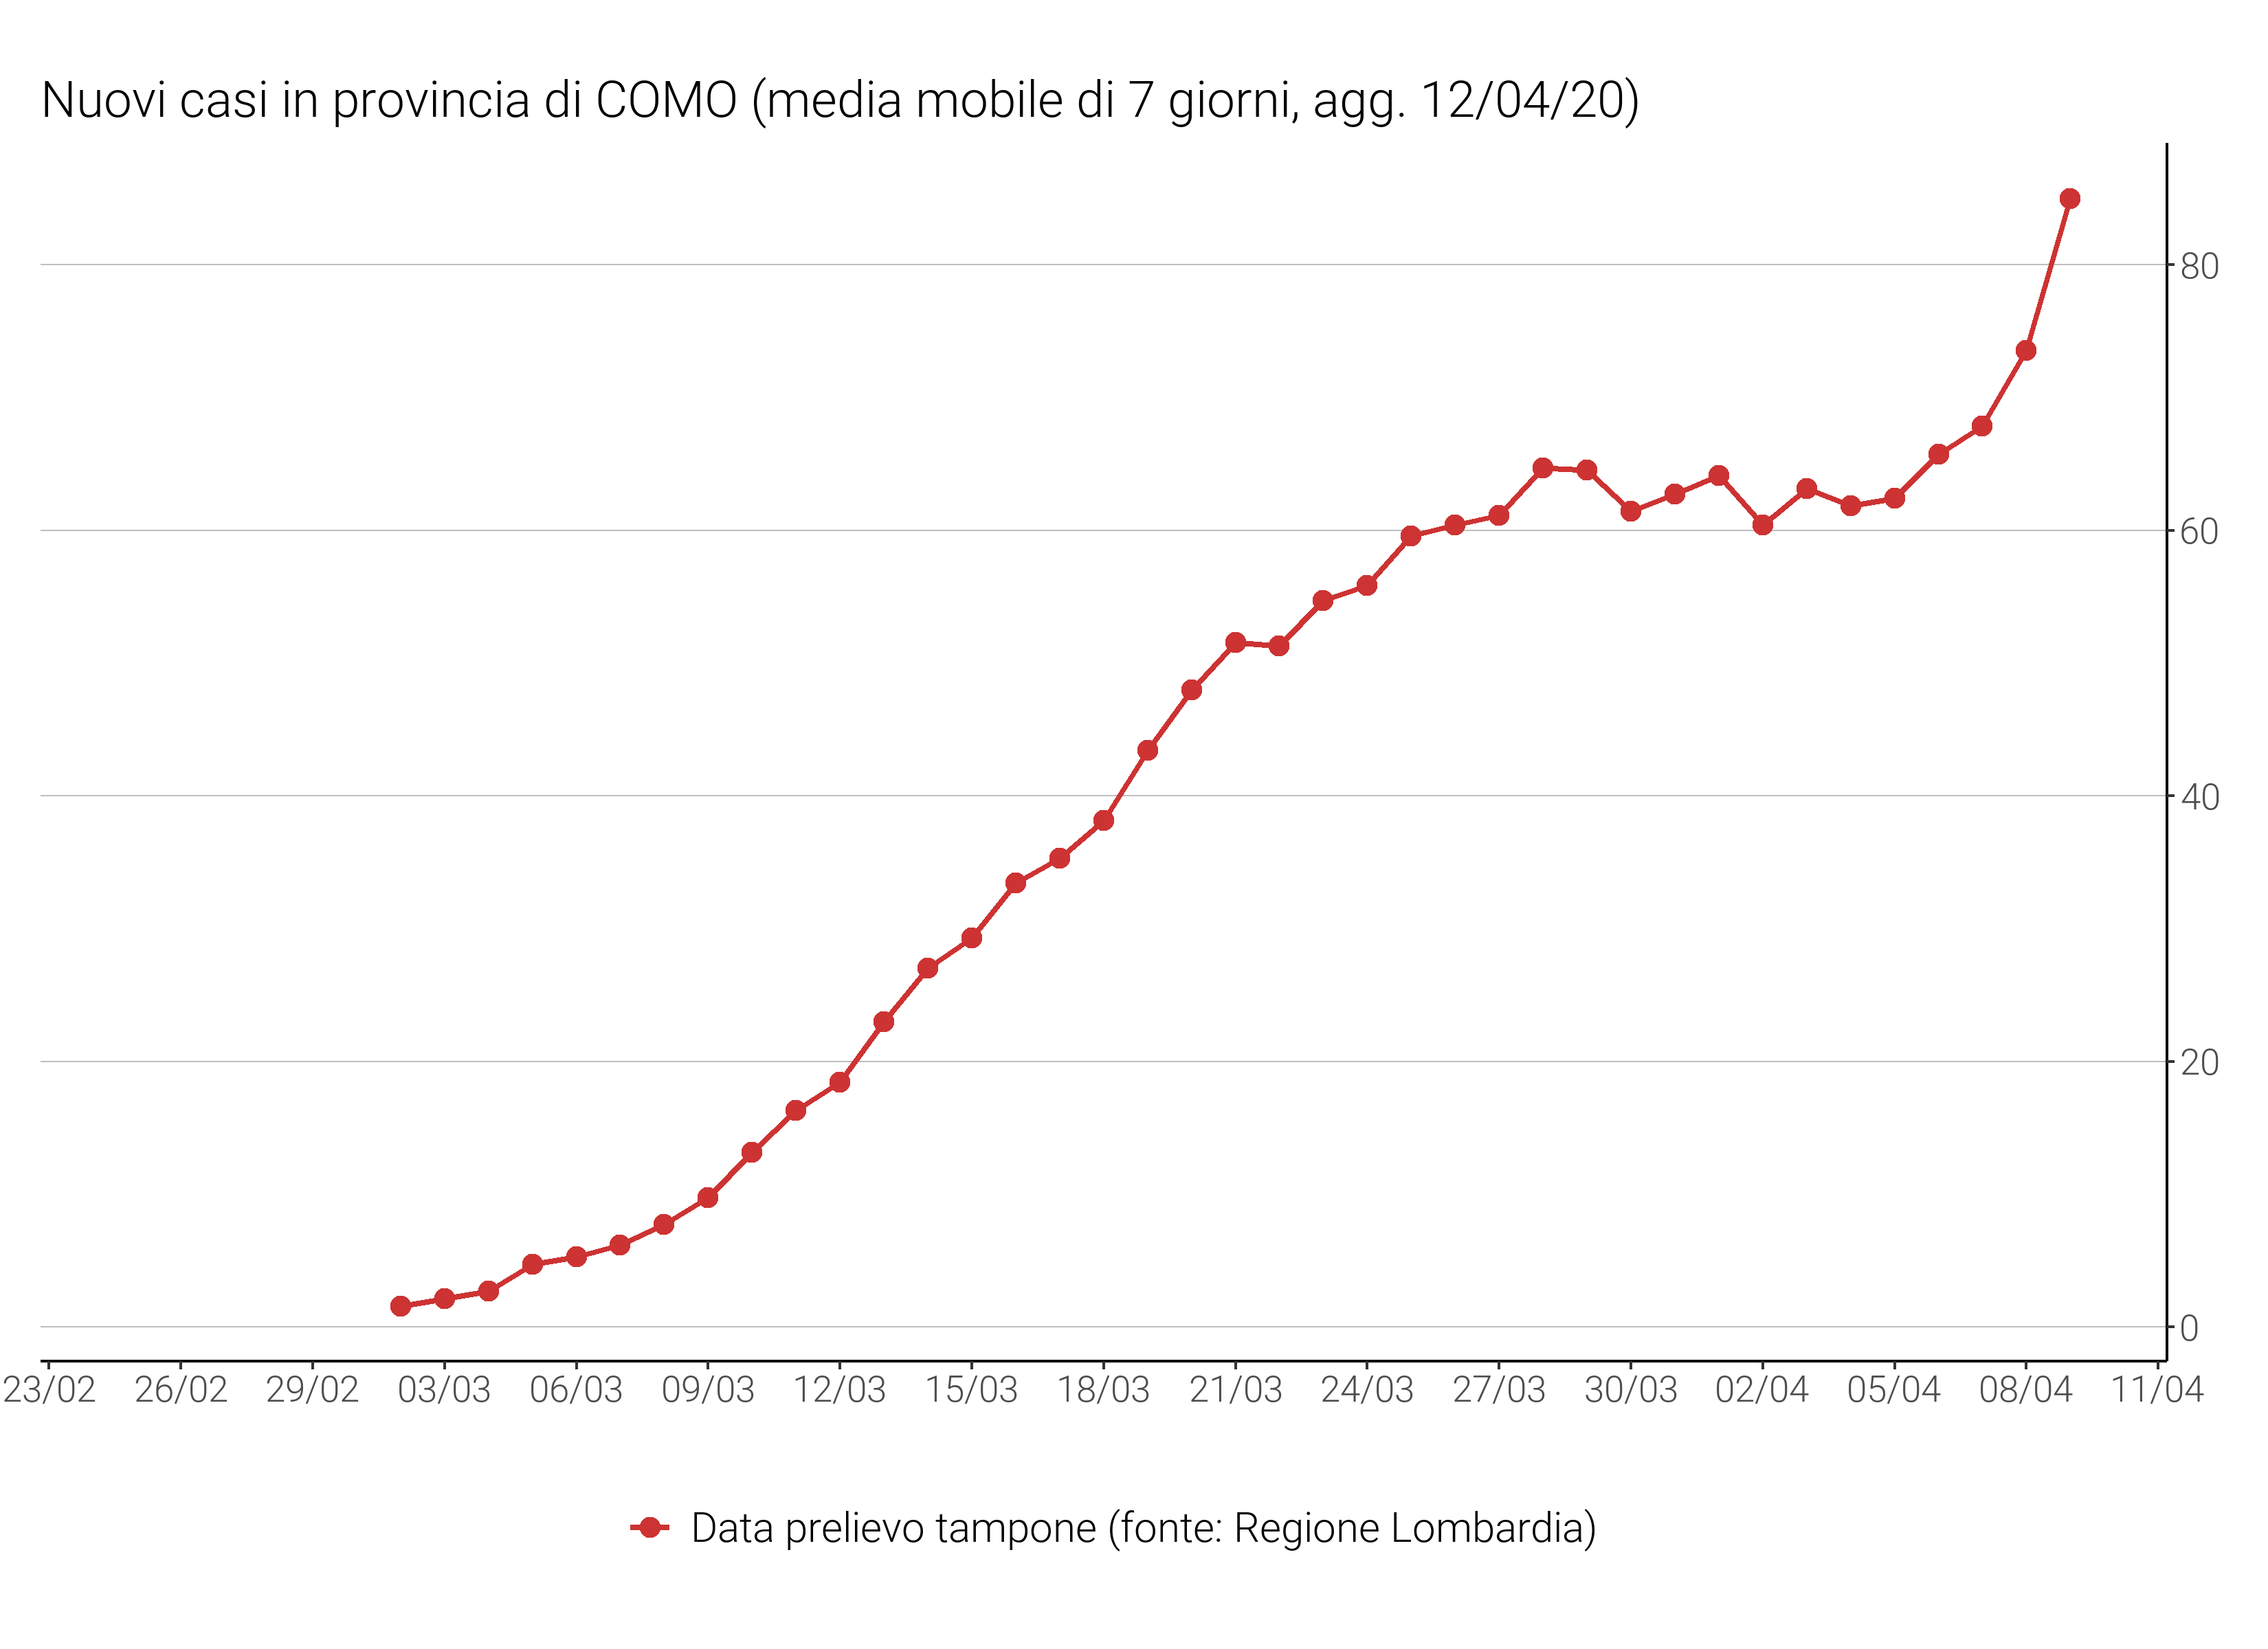 Nuovi casi in provincia di COMO (media mobile di 7 giorni, agg. 12/04/20)
80
60
40
20
0
23/02 26/02 29/02 03/03 06/03 09/03 12/03 15/03 18/03 21/03 24/03 27/03 30/03 02/04 05/04 08/04 11/04
Data prelievo tampone (fonte: Regione Lombardia)